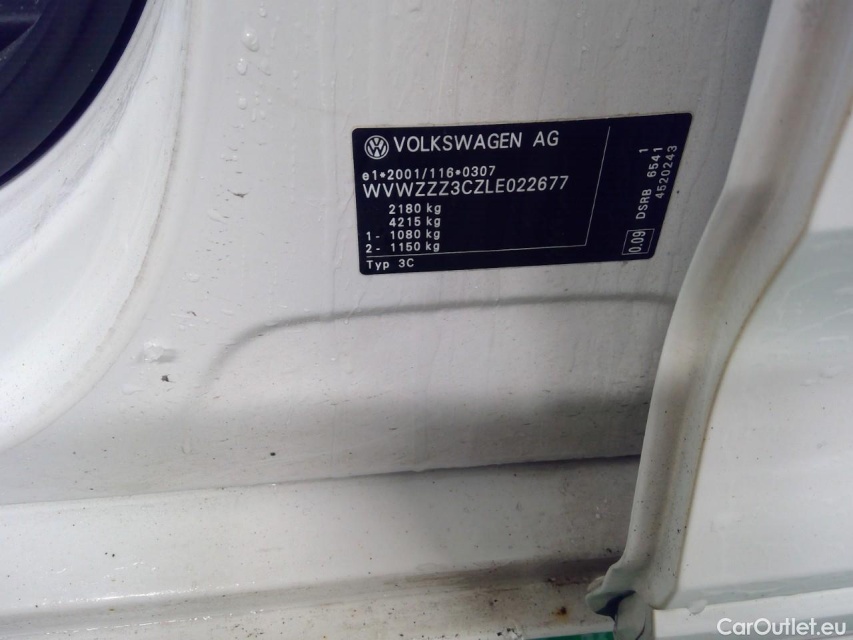 VOLKSWAGEN AG
e1*2001/116*0307
WVWZZZ3CZLE022677
2180 kg
4215 kg
1- 1080 kg
2- 1150 kg
Typ 3C
0.09 DSRB 6541 1
4520243
CarOutlet.eu